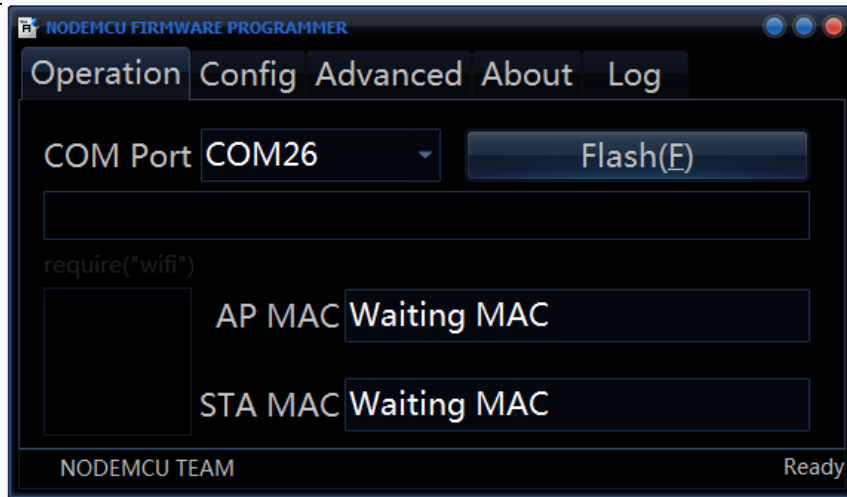 NODEMCU FIRMWARE PROGRAMMER
Operation Config Advanced About Log
COM Port COM26 Flash(F)
require("wifi")
AP MAC Waiting MAC
STA MAC Waiting MAC
NODEMCU TEAM Ready